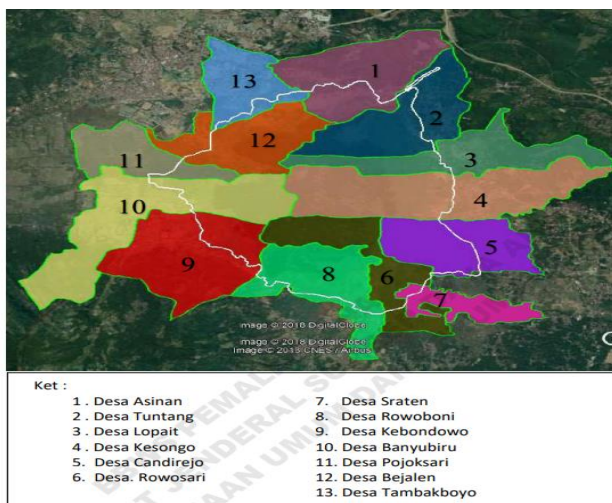 1
13
2
12
3
11
4
10
5
9
8
6
7
Image © 2018 DigitalGlobe
Image © 2018 DigitalGlobe
Image © 2018 CNES / Airbus
Ket :
1 . Desa Asinan
2 . Desa Tuntang
3 . Desa Lopait
4 . Desa Kesongo
5. Desa Candirejo
6. Desa. Rowosari
7. Desa Sraten
8. Desa Rowoboni
9. Desa Kebondowo
10. Desa Banyubiru
11. Desa Pojoksari
12. Desa Bejalen
13. Desa Tambakboyo